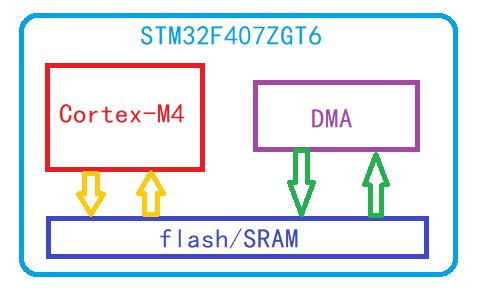 STM32F407ZGT6
Cortex-M4
DMA
flash/SRAM